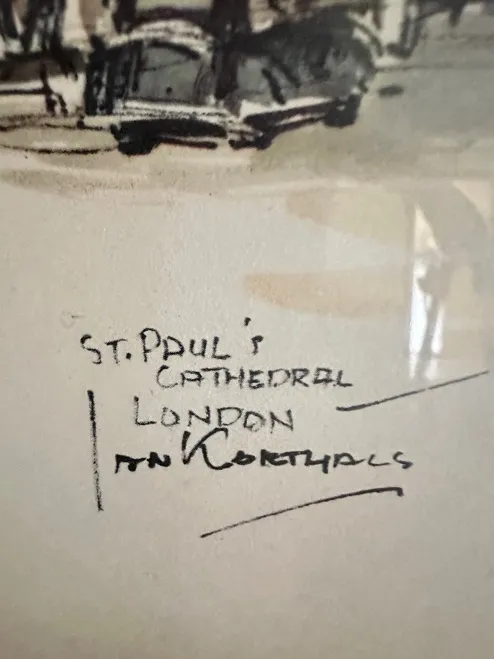 ST. PAUL'S
CATHEDRAL
LONDON
JAN KORTHALS